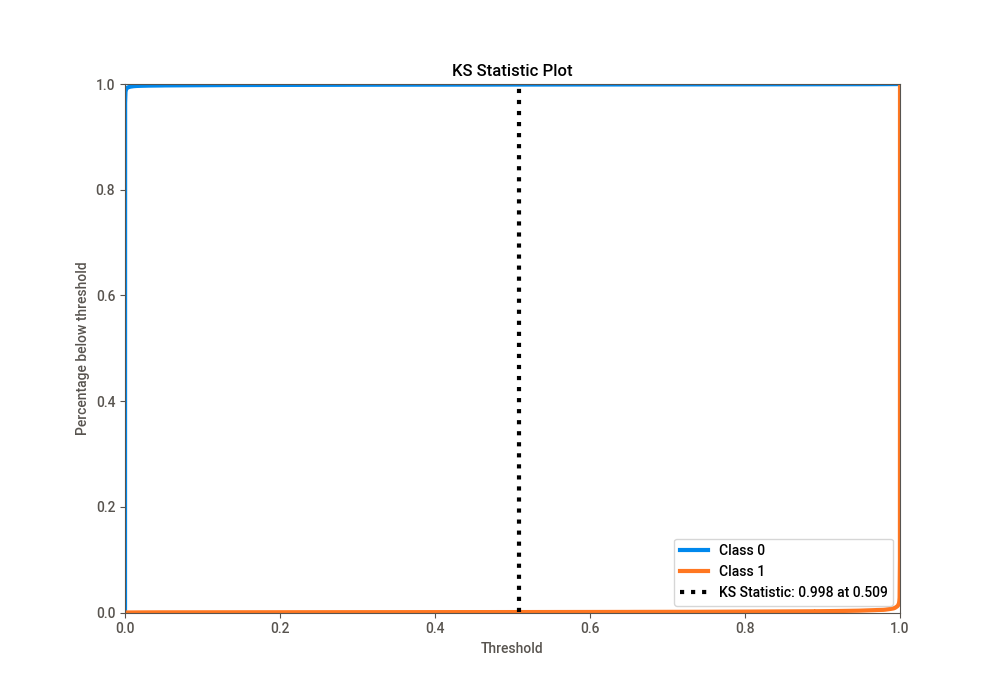 KS Statistic Plot
1.0
0.8
0.6
0.4
0.2
0.0
Percentage below threshold
0.0 0.2 0.4 0.6 0.8 1.0
Threshold
Class 0
Class 1
KS Statistic: 0.998 at 0.509